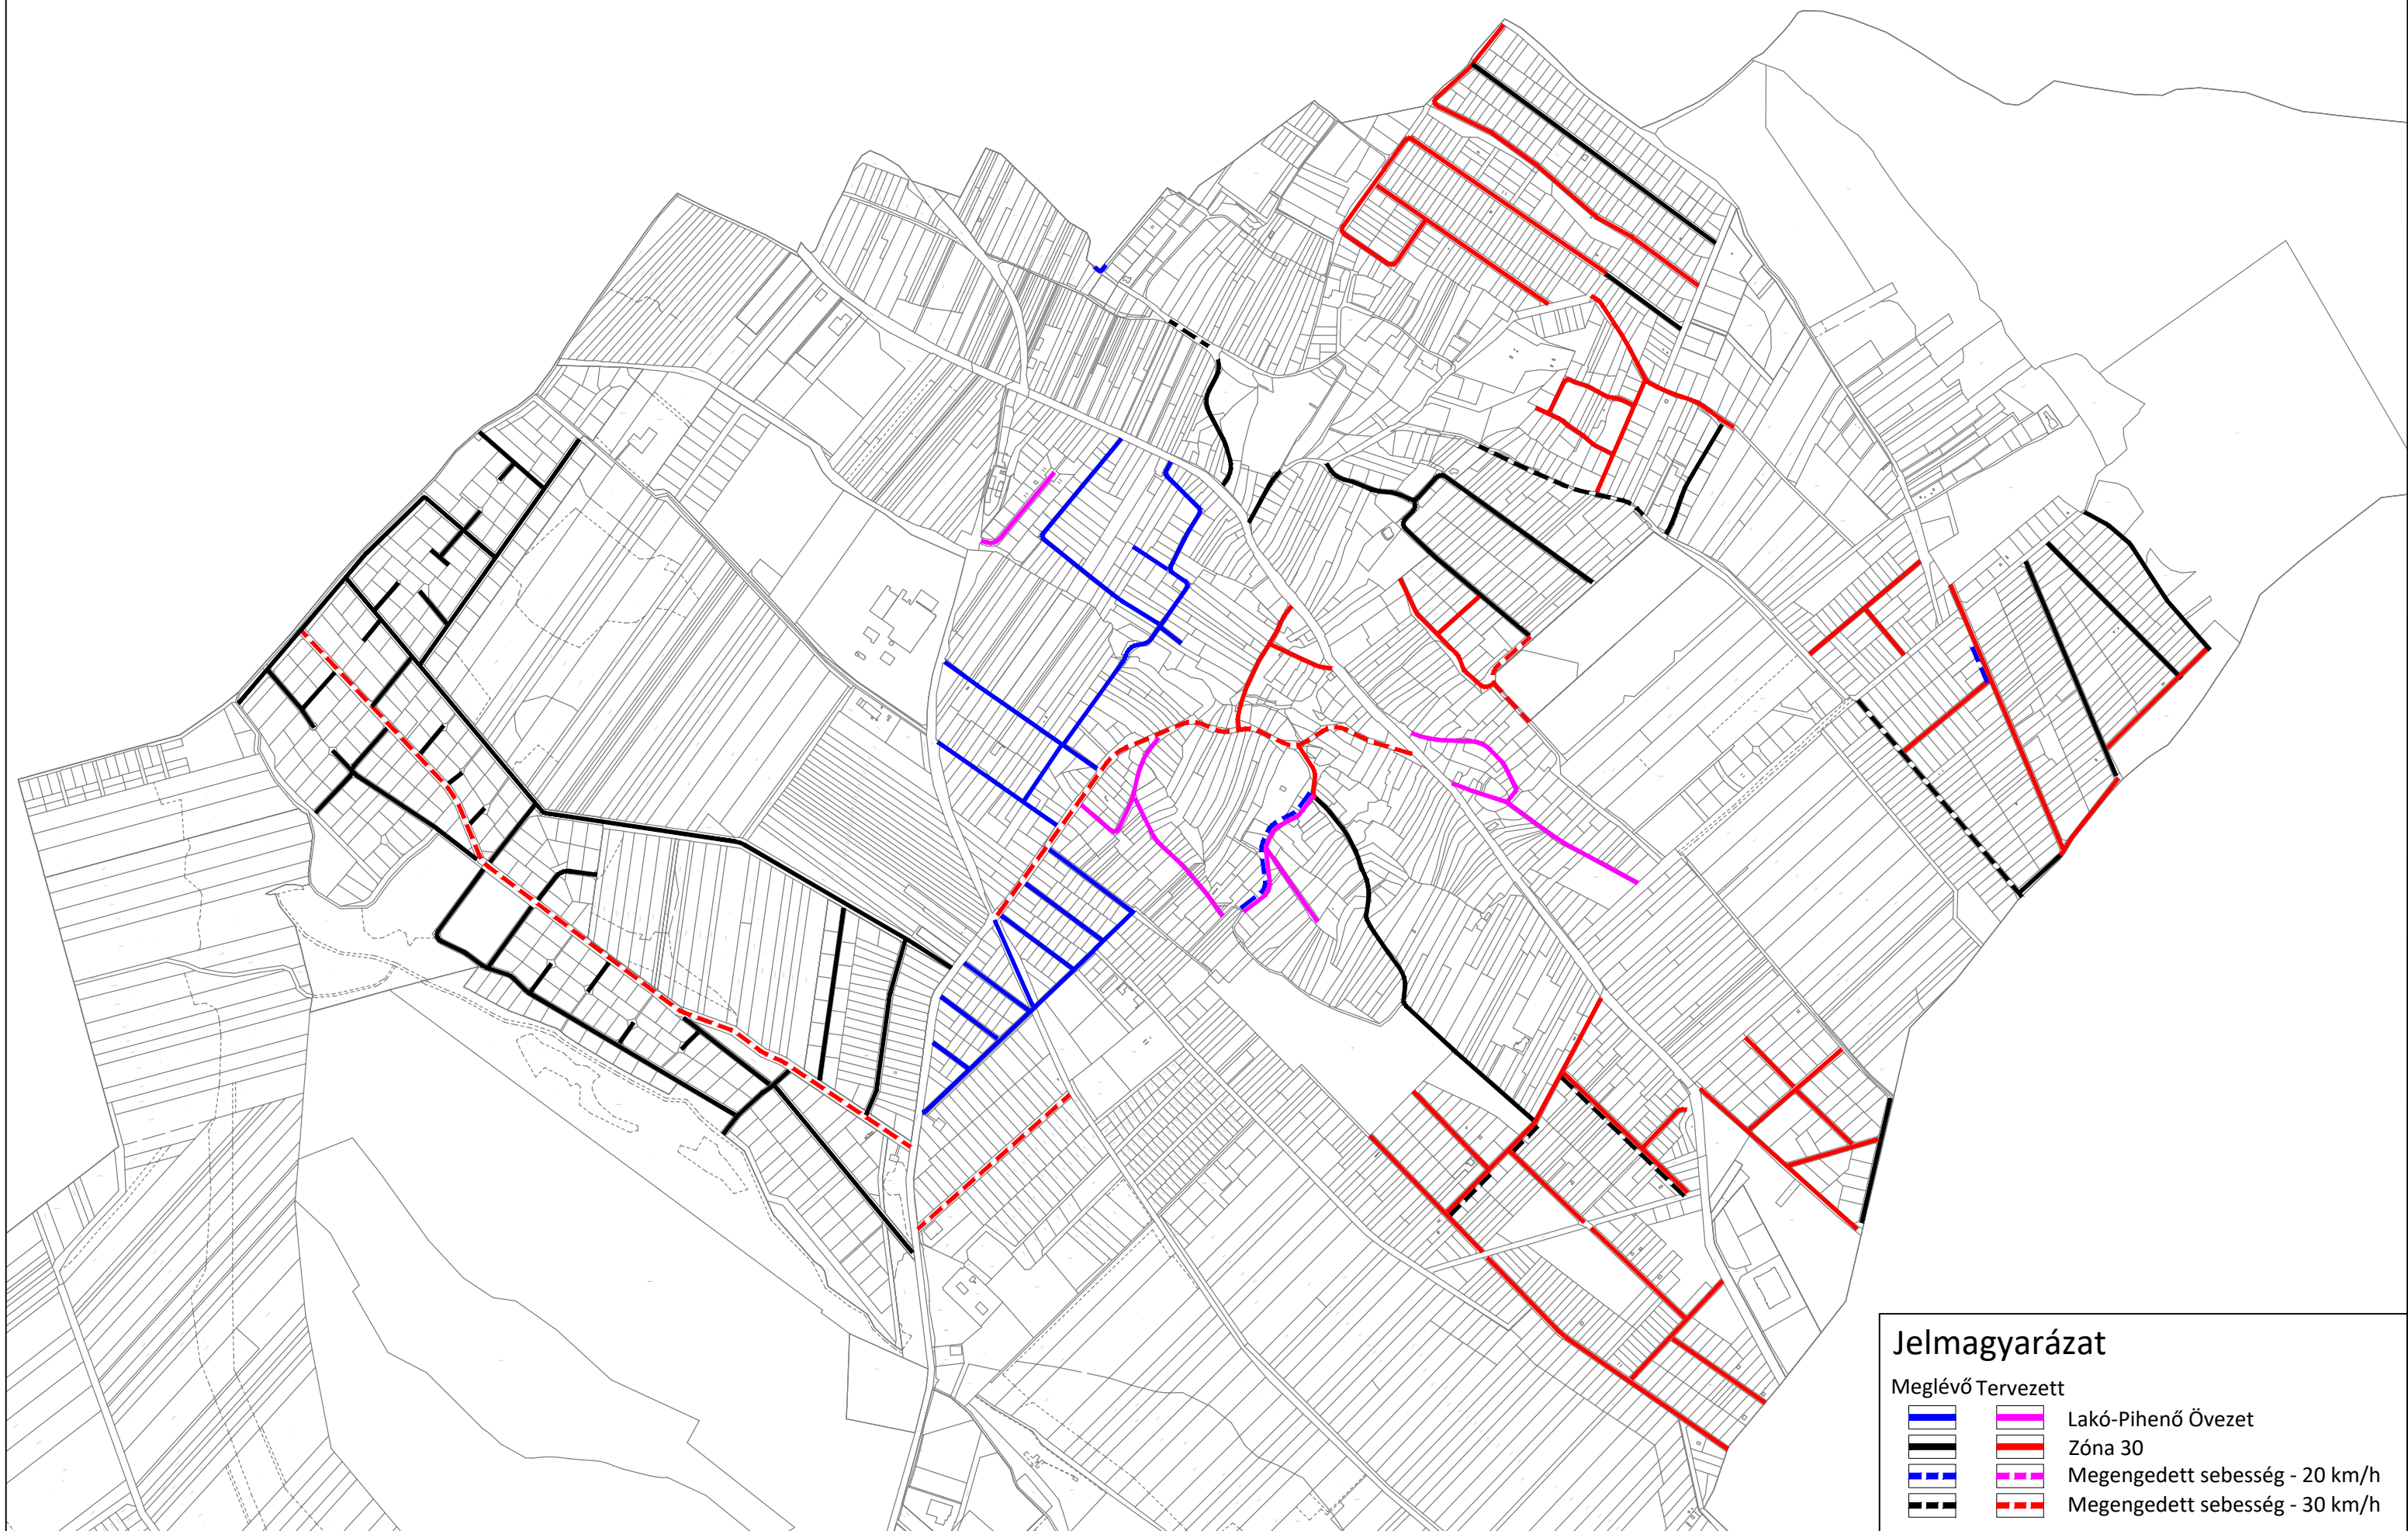 Jelmagyarázat
Meglévő Tervezett
Lakó-Pihenő Övezet
Zóna 30
Megengedett sebesség - 20 km/h
Megengedett sebesség - 30 km/h